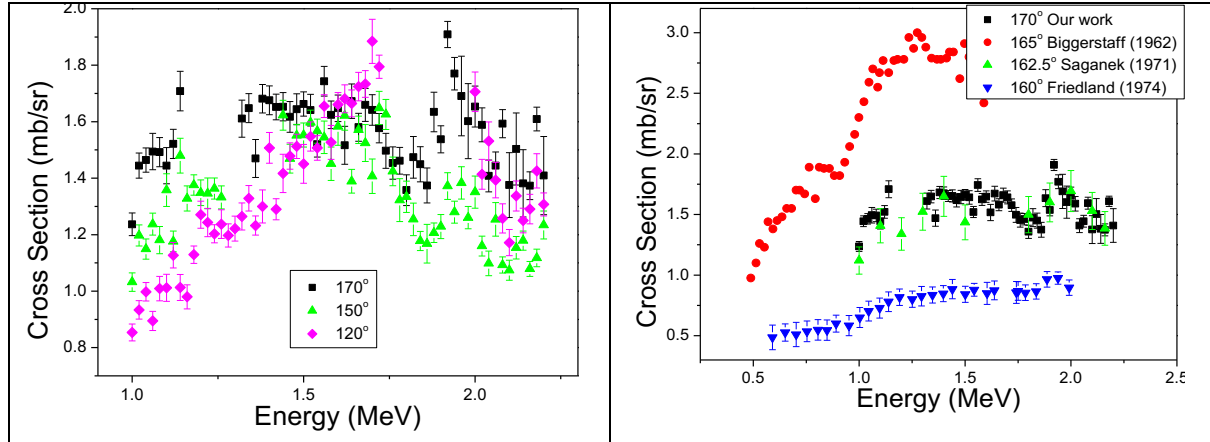 2.0
1.8
1.6
1.4
1.2
1.0
0.8
Cross Section (mb/sr)
170°
150°
120°
1.0 1.5 2.0
Energy (MeV)
170° Our work
165° Biggerstaff (1962)
162.5° Saganek (1971)
160° Friedland (1974)
3.0
2.5
2.0
1.5
1.0
0.5
Cross Section (mb/sr)
0.5 1.0 1.5 2.0 2.5
Energy (MeV)